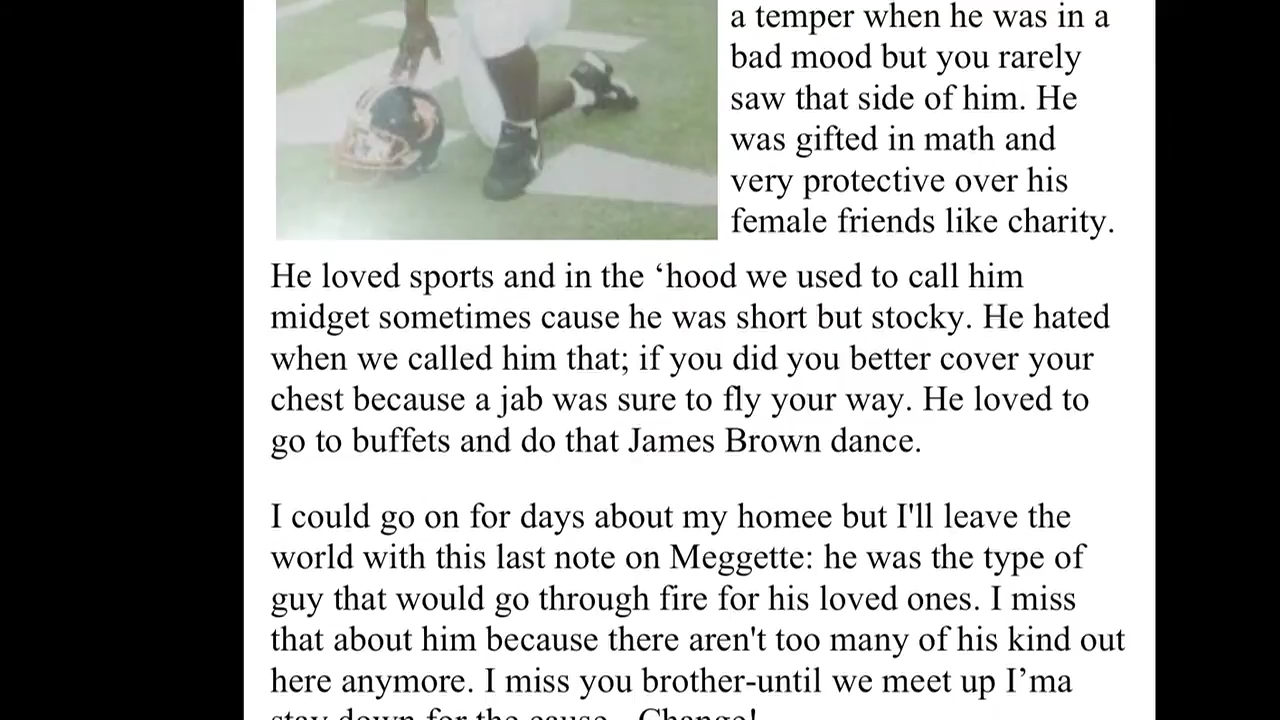 a temper when he was in a
bad mood but you rarely
saw that side of him. He
was gifted in math and
very protective over his
female friends like charity.
He loved sports and in the ‘hood we used to call him
midget sometimes cause he was short but stocky. He hated
when we called him that; if you did you better cover your
chest because a jab was sure to fly your way. He loved to
go to buffets and do that James Brown dance.
I could go on for days about my homee but I'll leave the
world with this last note on Meggette: he was the type of
guy that would go through fire for his loved ones. I miss
that about him because there aren't too many of his kind out
here anymore. I miss you brother-until we meet up I’ma
stay down for the cause...Change!